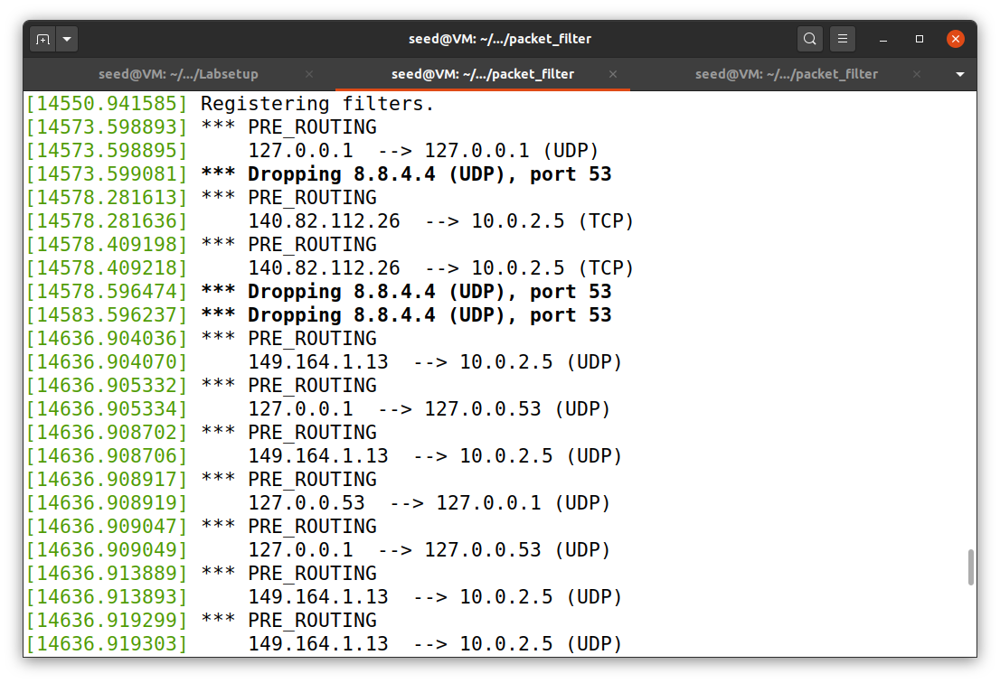 seed@VM: ~/.../packet_filter
seed@VM: ~/.../Labsetup
seed@VM: ~/.../packet_filter
seed@VM: ~/.../packet_filter
[14550.941585] Registering filters.
[14573.598893] *** PRE_ROUTING
[14573.598895]     127.0.0.1  --> 127.0.0.1 (UDP)
[14573.599081] *** Dropping 8.8.4.4 (UDP), port 53
[14578.281613] *** PRE_ROUTING
[14578.281636]     140.82.112.26  --> 10.0.2.5 (TCP)
[14578.409198] *** PRE_ROUTING
[14578.409218]     140.82.112.26  --> 10.0.2.5 (TCP)
[14578.596474] *** Dropping 8.8.4.4 (UDP), port 53
[14583.596237] *** Dropping 8.8.4.4 (UDP), port 53
[14636.904036] *** PRE_ROUTING
[14636.904070]     149.164.1.13  --> 10.0.2.5 (UDP)
[14636.905332] *** PRE_ROUTING
[14636.905334]     127.0.0.1  --> 127.0.0.53 (UDP)
[14636.908702] *** PRE_ROUTING
[14636.908706]     149.164.1.13  --> 10.0.2.5 (UDP)
[14636.908917] *** PRE_ROUTING
[14636.908919]     127.0.0.53  --> 127.0.0.1 (UDP)
[14636.909047] *** PRE_ROUTING
[14636.909049]     127.0.0.1  --> 127.0.0.53 (UDP)
[14636.913889] *** PRE_ROUTING
[14636.913893]     149.164.1.13  --> 10.0.2.5 (UDP)
[14636.919299] *** PRE_ROUTING
[14636.919303]     149.164.1.13  --> 10.0.2.5 (UDP)